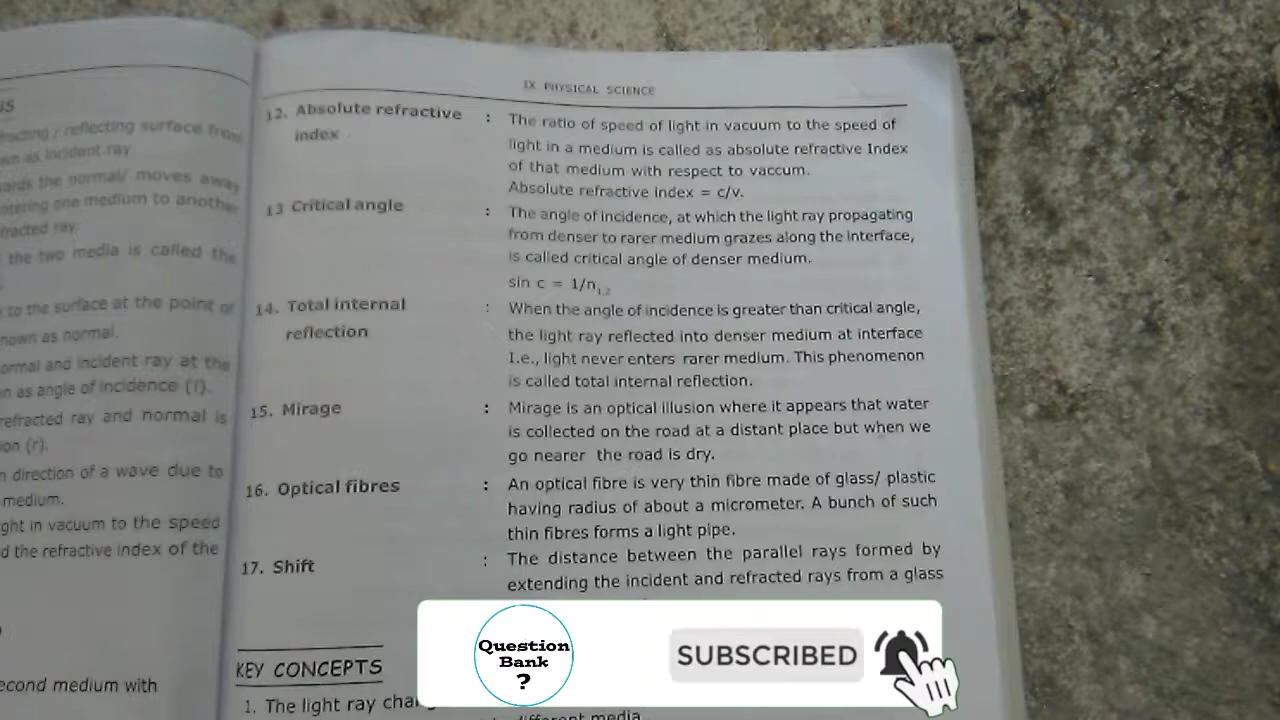 US
reflecting surface from
wn as incident ray
ards the normal/ moves away
ntering one medium to another
fracted ray.
the two media is called the
to the surface at the point of
nown as normal.
ormal and incident ray at the
n as angle of incidence (i).
refracted ray and normal is
ion (r).
n direction of a wave due to
medium.
ght in vacuum to the speed
d the refractive index of the
econd medium with
IX PHYSICAL SCIENCE
12. Absolute refractive index : The ratio of speed of light in vacuum to the speed of
light in a medium is called as absolute refractive Index
of that medium with respect to vaccum.
Absolute refractive index = c/v.
13 Critical angle : The angle of incidence, at which the light ray propagating
from denser to rarer medium grazes along the interface,
is called critical angle of denser medium.
sin c = 1/n1,2
14. Total internal reflection : When the angle of incidence is greater than critical angle,
the light ray reflected into denser medium at interface
I.e., light never enters rarer medium. This phenomenon
is called total internal reflection.
15. Mirage : Mirage is an optical illusion where it appears that water
is collected on the road at a distant place but when we
go nearer the road is dry.
16. Optical fibres : An optical fibre is very thin fibre made of glass/ plastic
having radius of about a micrometer. A bunch of such
thin fibres forms a light pipe.
17. Shift : The distance between the parallel rays formed by
extending the incident and refracted rays from a glass
KEY CONCEPTS
1. The light ray cha
different media.
Question
Bank
?
SUBSCRIBED